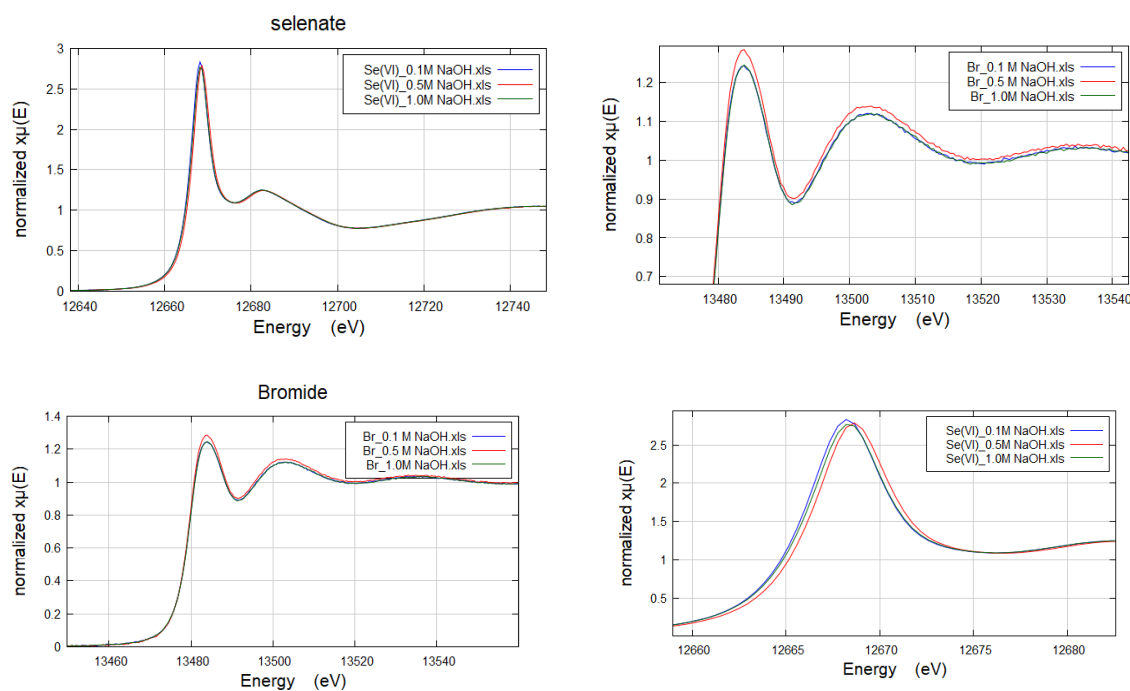 selenate
normalized xμ(E)
3
2.5
2
1.5
1
0.5
0
Se(VI)_0.1M NaOH.xls
Se(VI)_0.5M NaOH.xls
Se(VI)_1.0M NaOH.xls
12640 12660 12680 12700 12720 12740
Energy (eV)
normalized xμ(E)
1.2
1.1
1
0.9
0.8
0.7
Br_0.1 M NaOH.xls
Br_0.5 M NaOH.xls
Br_1.0M NaOH.xls
13480 13490 13500 13510 13520 13530 13540
Energy (eV)
Bromide
normalized xμ(E)
1.4
1.2
1
0.8
0.6
0.4
0.2
0
Br_0.1 M NaOH.xls
Br_0.5 M NaOH.xls
Br_1.0M NaOH.xls
13460 13480 13500 13520 13540
Energy (eV)
normalized xμ(E)
2.5
2
1.5
1
0.5
Se(VI)_0.1M NaOH.xls
Se(VI)_0.5M NaOH.xls
Se(VI)_1.0M NaOH.xls
12660 12665 12670 12675 12680
Energy (eV)